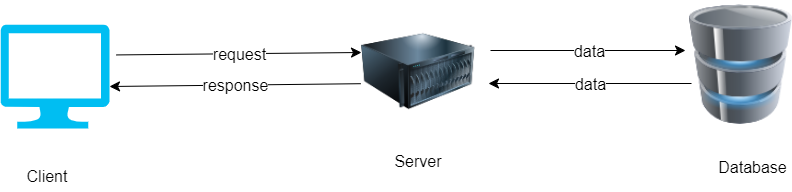 request
data
response
data
Client
Server
Database